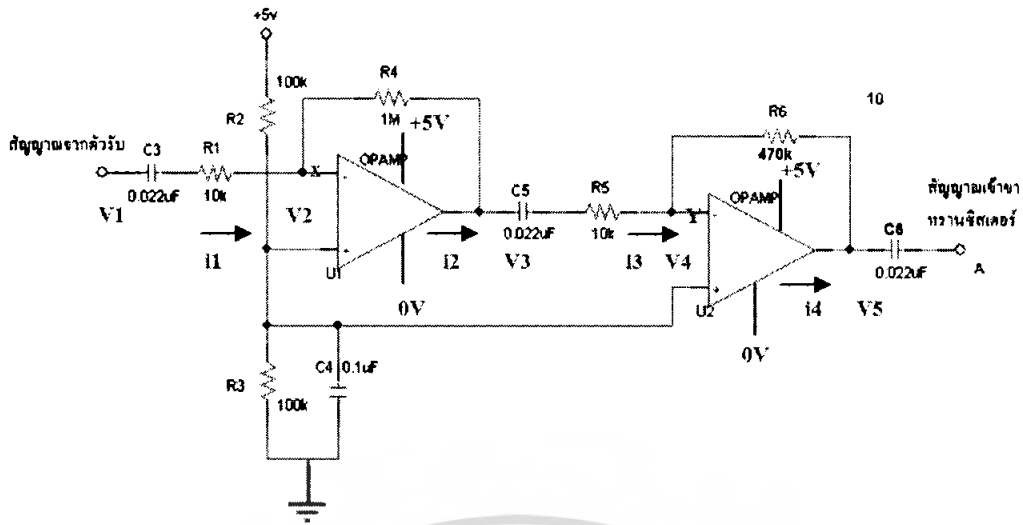 +5v
100k
R2
R4
1M
+5V
OPAMP
10
R6
470k
+5V
OPAMP
สัญญาณจากตัวรับ
C3
0.022uF
R1
10k
X
-
+
U1
0V
V1
i1
V2
i2
C5
0.022uF
V3
R5
10k
i3
V4
Y
-
+
U2
0V
i4
V5
C6
0.022uF
สัญญาณเข้าขา
ทรานซิสเตอร์
A
R3
100k
C4
0.1uF